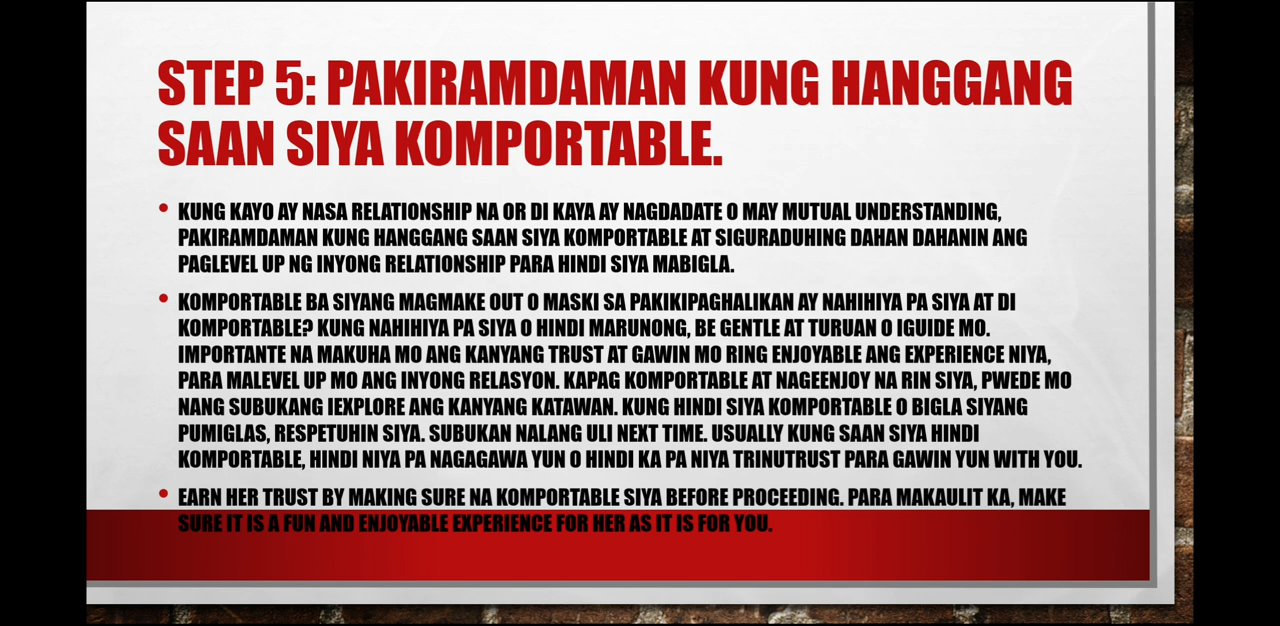 STEP 5: PAKIRAMDAMAN KUNG HANGGANG
SAAN SIYA KOMPORTABLE.
• KUNG KAYO AY NASA RELATIONSHIP NA OR DI KAYA AY NAGDADATE O MAY MUTUAL UNDERSTANDING,
PAKIRAMDAMAN KUNG HANGGANG SAAN SIYA KOMPORTABLE AT SIGURADUHING DAHAN DAHANIN ANG
PAGLEVEL UP NG INYONG RELATIONSHIP PARA HINDI SIYA MABIGLA.
• KOMPORTABLE BA SIYANG MAGMAKE OUT O MASKI SA PAKIKIPAGHALIKAN AY NAHIHIYA PA SIYA AT DI
KOMPORTABLE? KUNG NAHIHIYA PA SIYA O HINDI MARUNONG, BE GENTLE AT TURUAN O IGUIDE MO.
IMPORTANTE NA MAKUHA MO ANG KANYANG TRUST AT GAWIN MO RING ENJOYABLE ANG EXPERIENCE NIYA,
PARA MALEVEL UP MO ANG INYONG RELASYON. KAPAG KOMPORTABLE AT NAGEENJOY NA RIN SIYA, PWEDE MO
NANG SUBUKANG IEXPLORE ANG KANYANG KATAWAN. KUNG HINDI SIYA KOMPORTABLE O BIGLA SIYANG
PUMIGLAS, RESPETUHIN SIYA. SUBUKAN NALANG ULI NEXT TIME. USUALLY KUNG SAAN SIYA HINDI
KOMPORTABLE, HINDI NIYA PA NAGAGAWA YUN O HINDI KA PA NIYA TRINUTRUST PARA GAWIN YUN WITH YOU.
• EARN HER TRUST BY MAKING SURE NA KOMPORTABLE SIYA BEFORE PROCEEDING. PARA MAKAULIT KA, MAKE
SURE IT IS A FUN AND ENJOYABLE EXPERIENCE FOR HER AS IT IS FOR YOU.